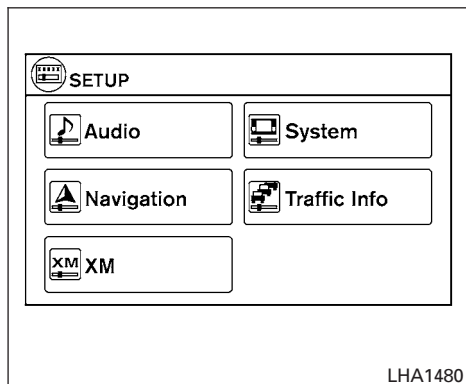 SETUP
Audio
System
Navigation
Traffic Info
XM XM
LHA1480